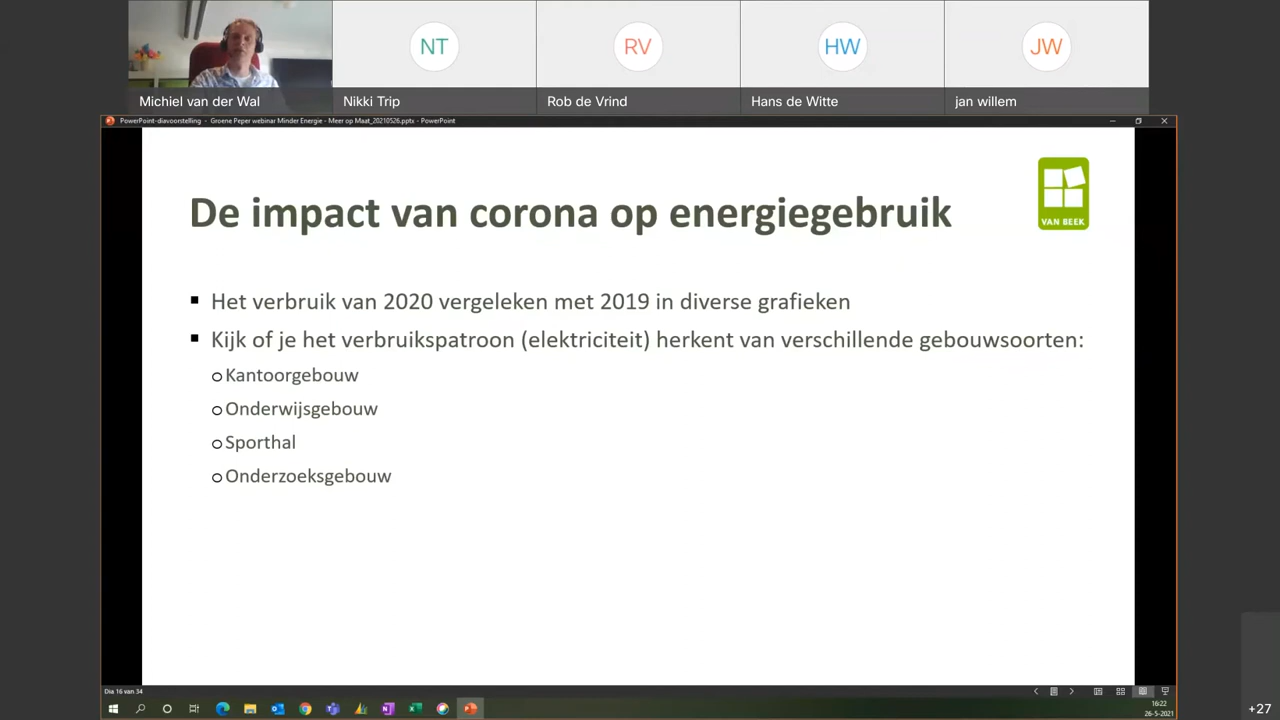 NT
RV
HW
JW
Michiel van der Wal
Nikki Trip
Rob de Vrind
Hans de Witte
jan willem
PowerPoint-diavoorstelling - Groene Peper webinar Minder Energie - Meer op Maat_20210526.pptx - PowerPoint
De impact van corona op energiegebruik
VAN BEEK
Het verbruik van 2020 vergeleken met 2019 in diverse grafieken
Kijk of je het verbruikspatroon (elektriciteit) herkent van verschillende gebouwsoorten:
Kantoorgebouw
Onderwijsgebouw
Sporthal
Onderzoeksgebouw
Dia 16 van 34
16:22
26-5-2021
+27